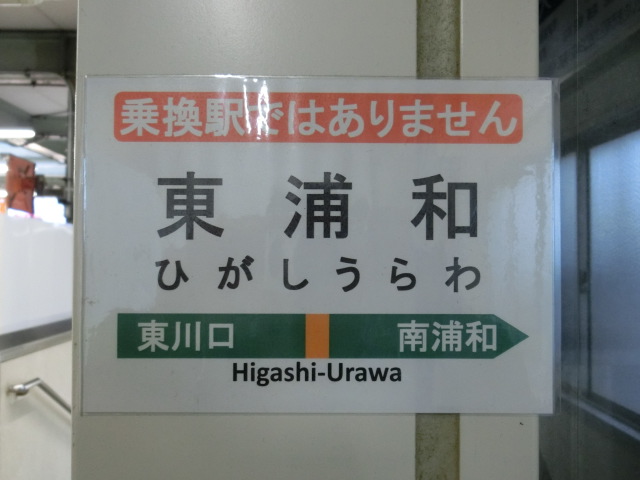 乗換駅ではありません
東浦和
ひがしうらわ
東川口 南浦和
Higashi-Urawa